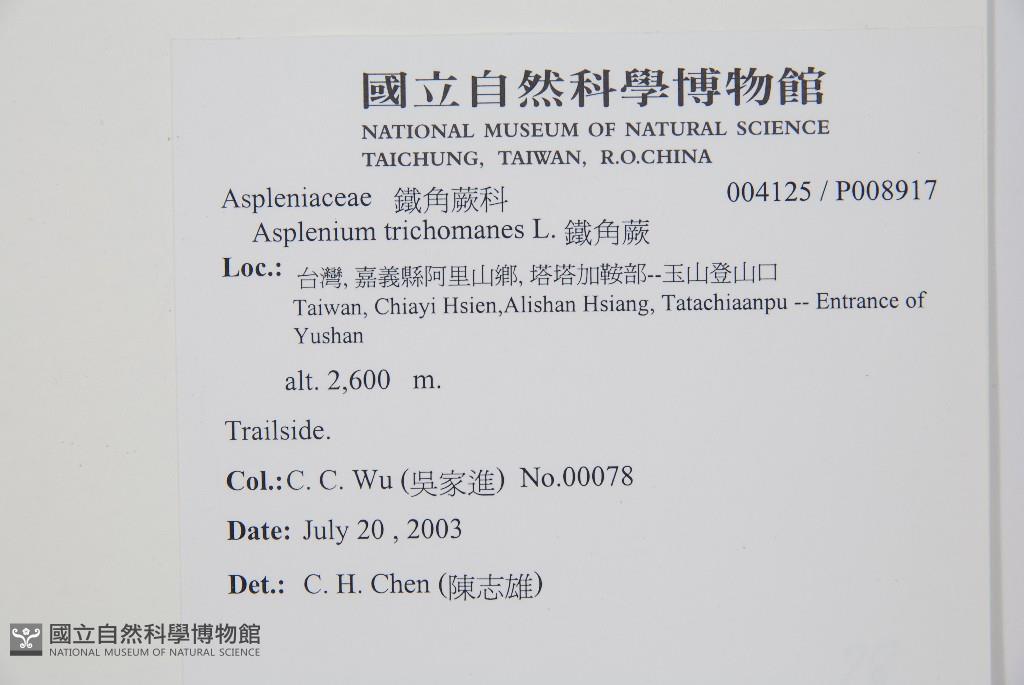 國立自然科學博物館
NATIONAL MUSEUM OF NATURAL SCIENCE
TAICHUNG, TAIWAN, R.O.CHINA
Aspleniaceae 鐵角蕨科 004125 / P008917
Asplenium trichomanes L. 鐵角蕨
Loc.: 台灣, 嘉義縣阿里山鄉, 塔塔加鞍部--玉山登山口
Taiwan, Chiayi Hsien,Alishan Hsiang, Tatachiaanpu -- Entrance of
Yushan
alt. 2,600 m.
Trailside.
Col.: C. C. Wu (吳家進) No.00078
Date: July 20 , 2003
Det.: C. H. Chen (陳志雄)
國立自然科學博物館
NATIONAL MUSEUM OF NATURAL SCIENCE